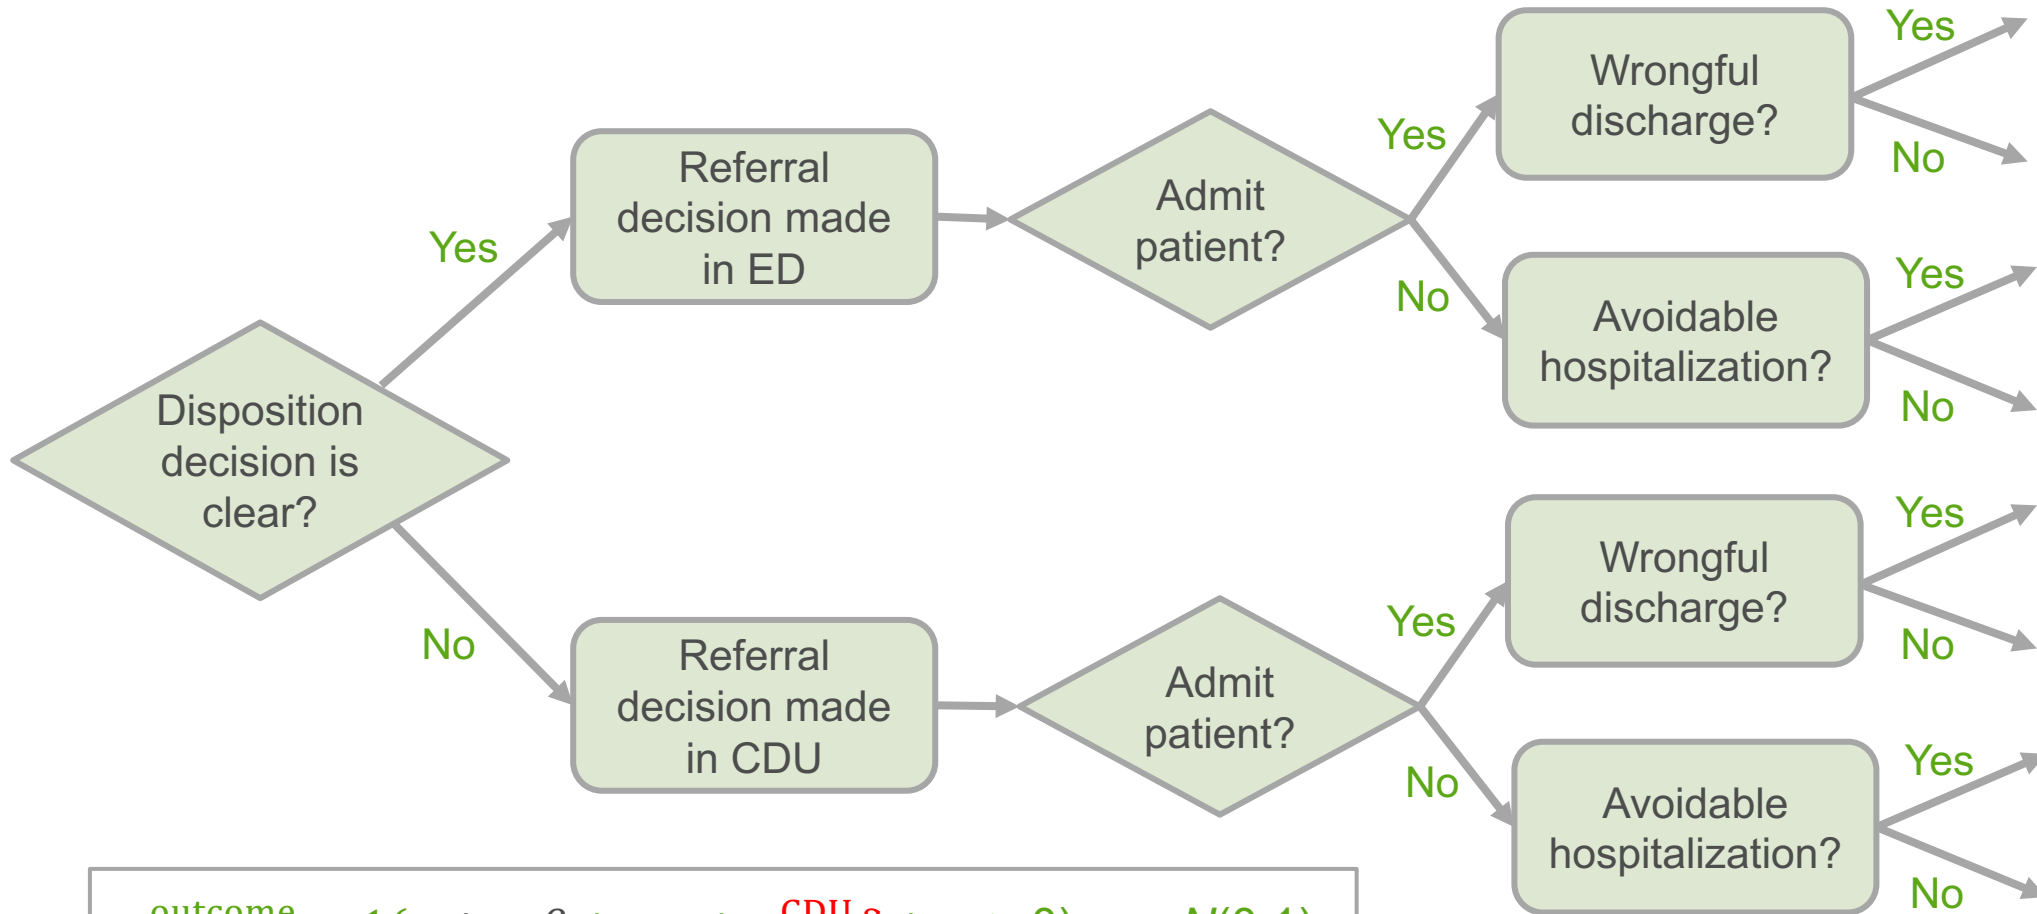 Disposition
decision is
clear?
Yes
Referral
decision made
in ED
Admit
patient?
Yes
Wrongful
discharge?
Yes
No
No
Avoidable
hospitalization?
Yes
No
No
Referral
decision made
in CDU
Admit
patient?
Yes
Wrongful
discharge?
Yes
No
No
Avoidable
hospitalization?
Yes
No
outcome CDU